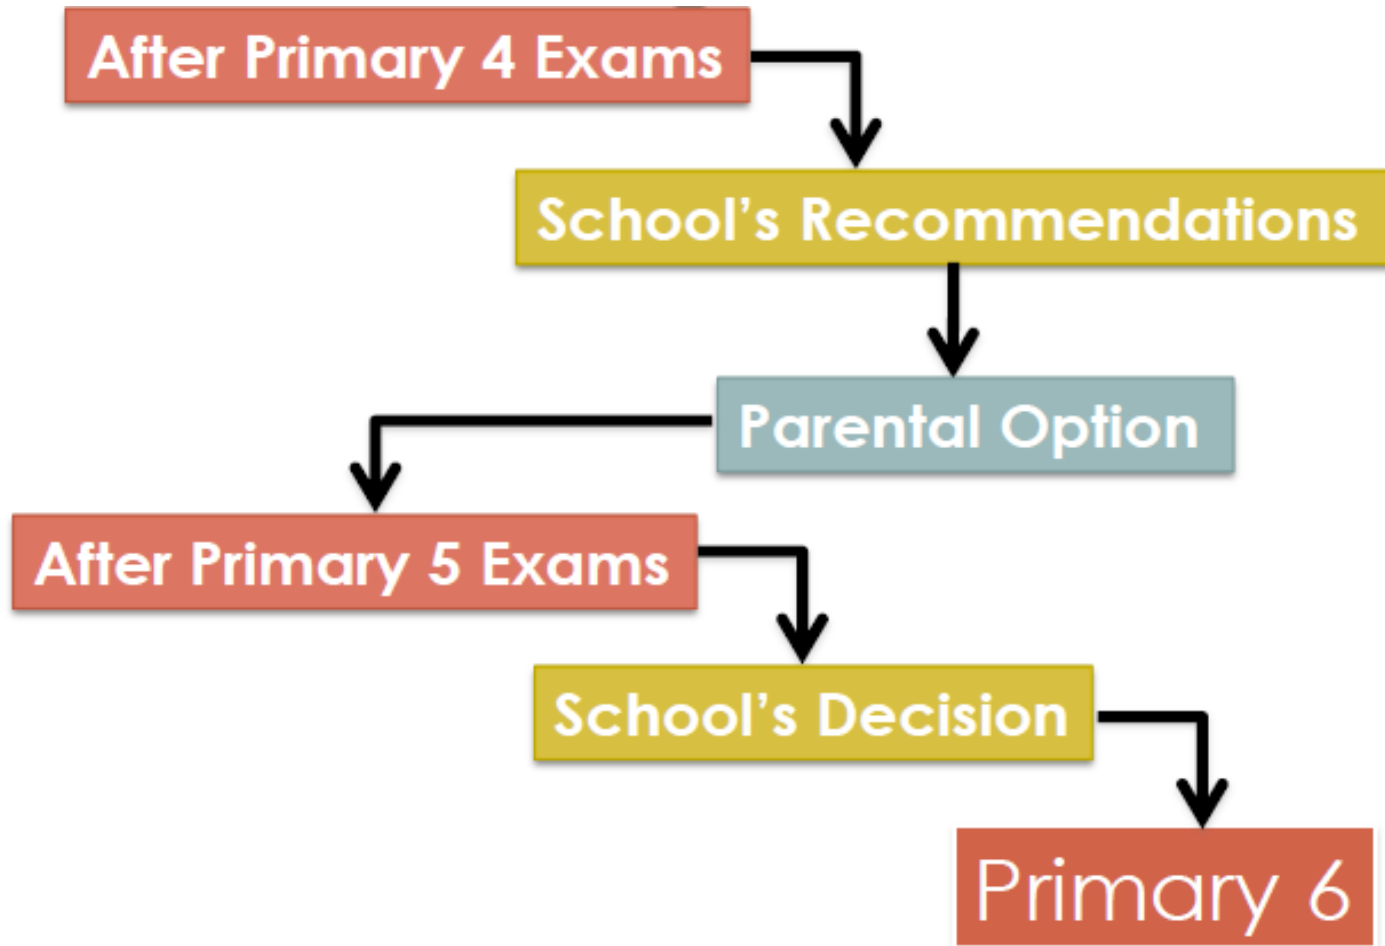 After Primary 4 Exams
School’s Recommendations
Parental Option
After Primary 5 Exams
School’s Decision
Primary 6